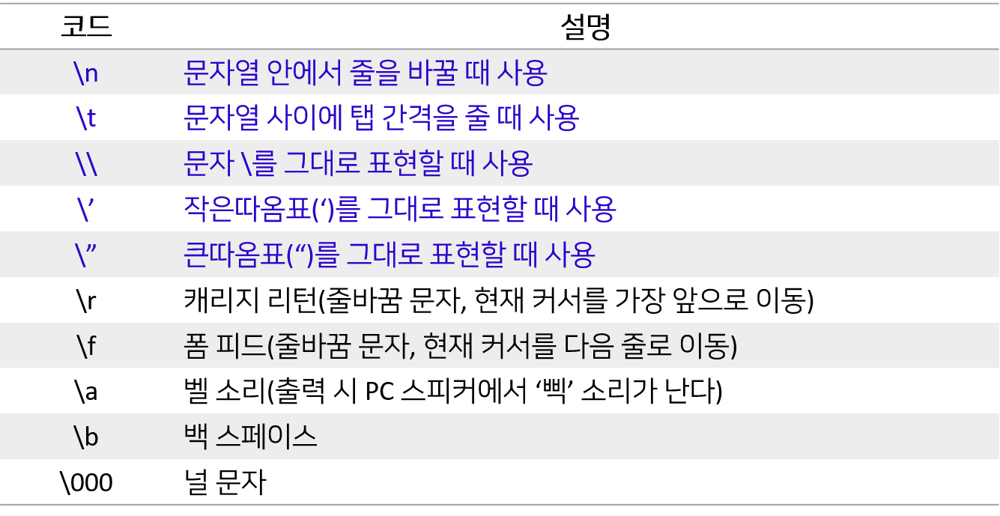 코드 설명
\n 문자열 안에서 줄을 바꿀 때 사용
\t 문자열 사이에 탭 간격을 줄 때 사용
\\ 문자 \를 그대로 표현할 때 사용
\’ 작은따옴표(‘)를 그대로 표현할 때 사용
\” 큰따옴표(“)를 그대로 표현할 때 사용
\r 캐리지 리턴(줄바꿈 문자, 현재 커서를 가장 앞으로 이동)
\f 폼 피드(줄바꿈 문자, 현재 커서를 다음 줄로 이동)
\a 벨 소리(출력 시 PC 스피커에서 ‘삑’ 소리가 난다)
\b 백 스페이스
\000 널 문자